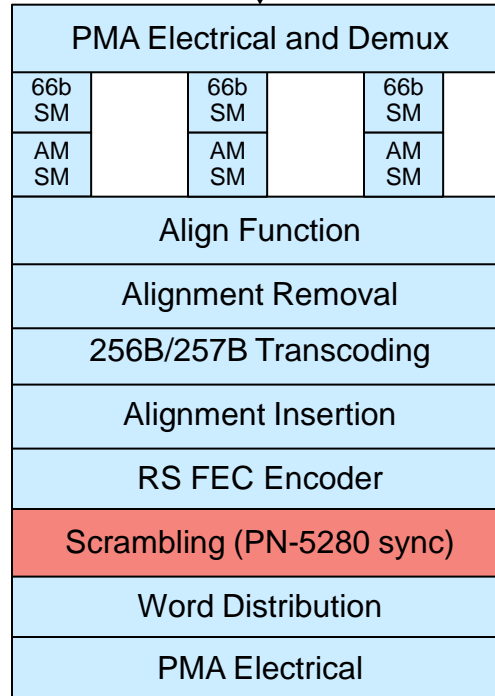 PMA Electrical and Demux
66b 66b 66b
SM SM SM
AM AM AM
SM SM SM
Align Function
Alignment Removal
256B/257B Transcoding
Alignment Insertion
RS FEC Encoder
Scrambling (PN-5280 sync)
Word Distribution
PMA Electrical